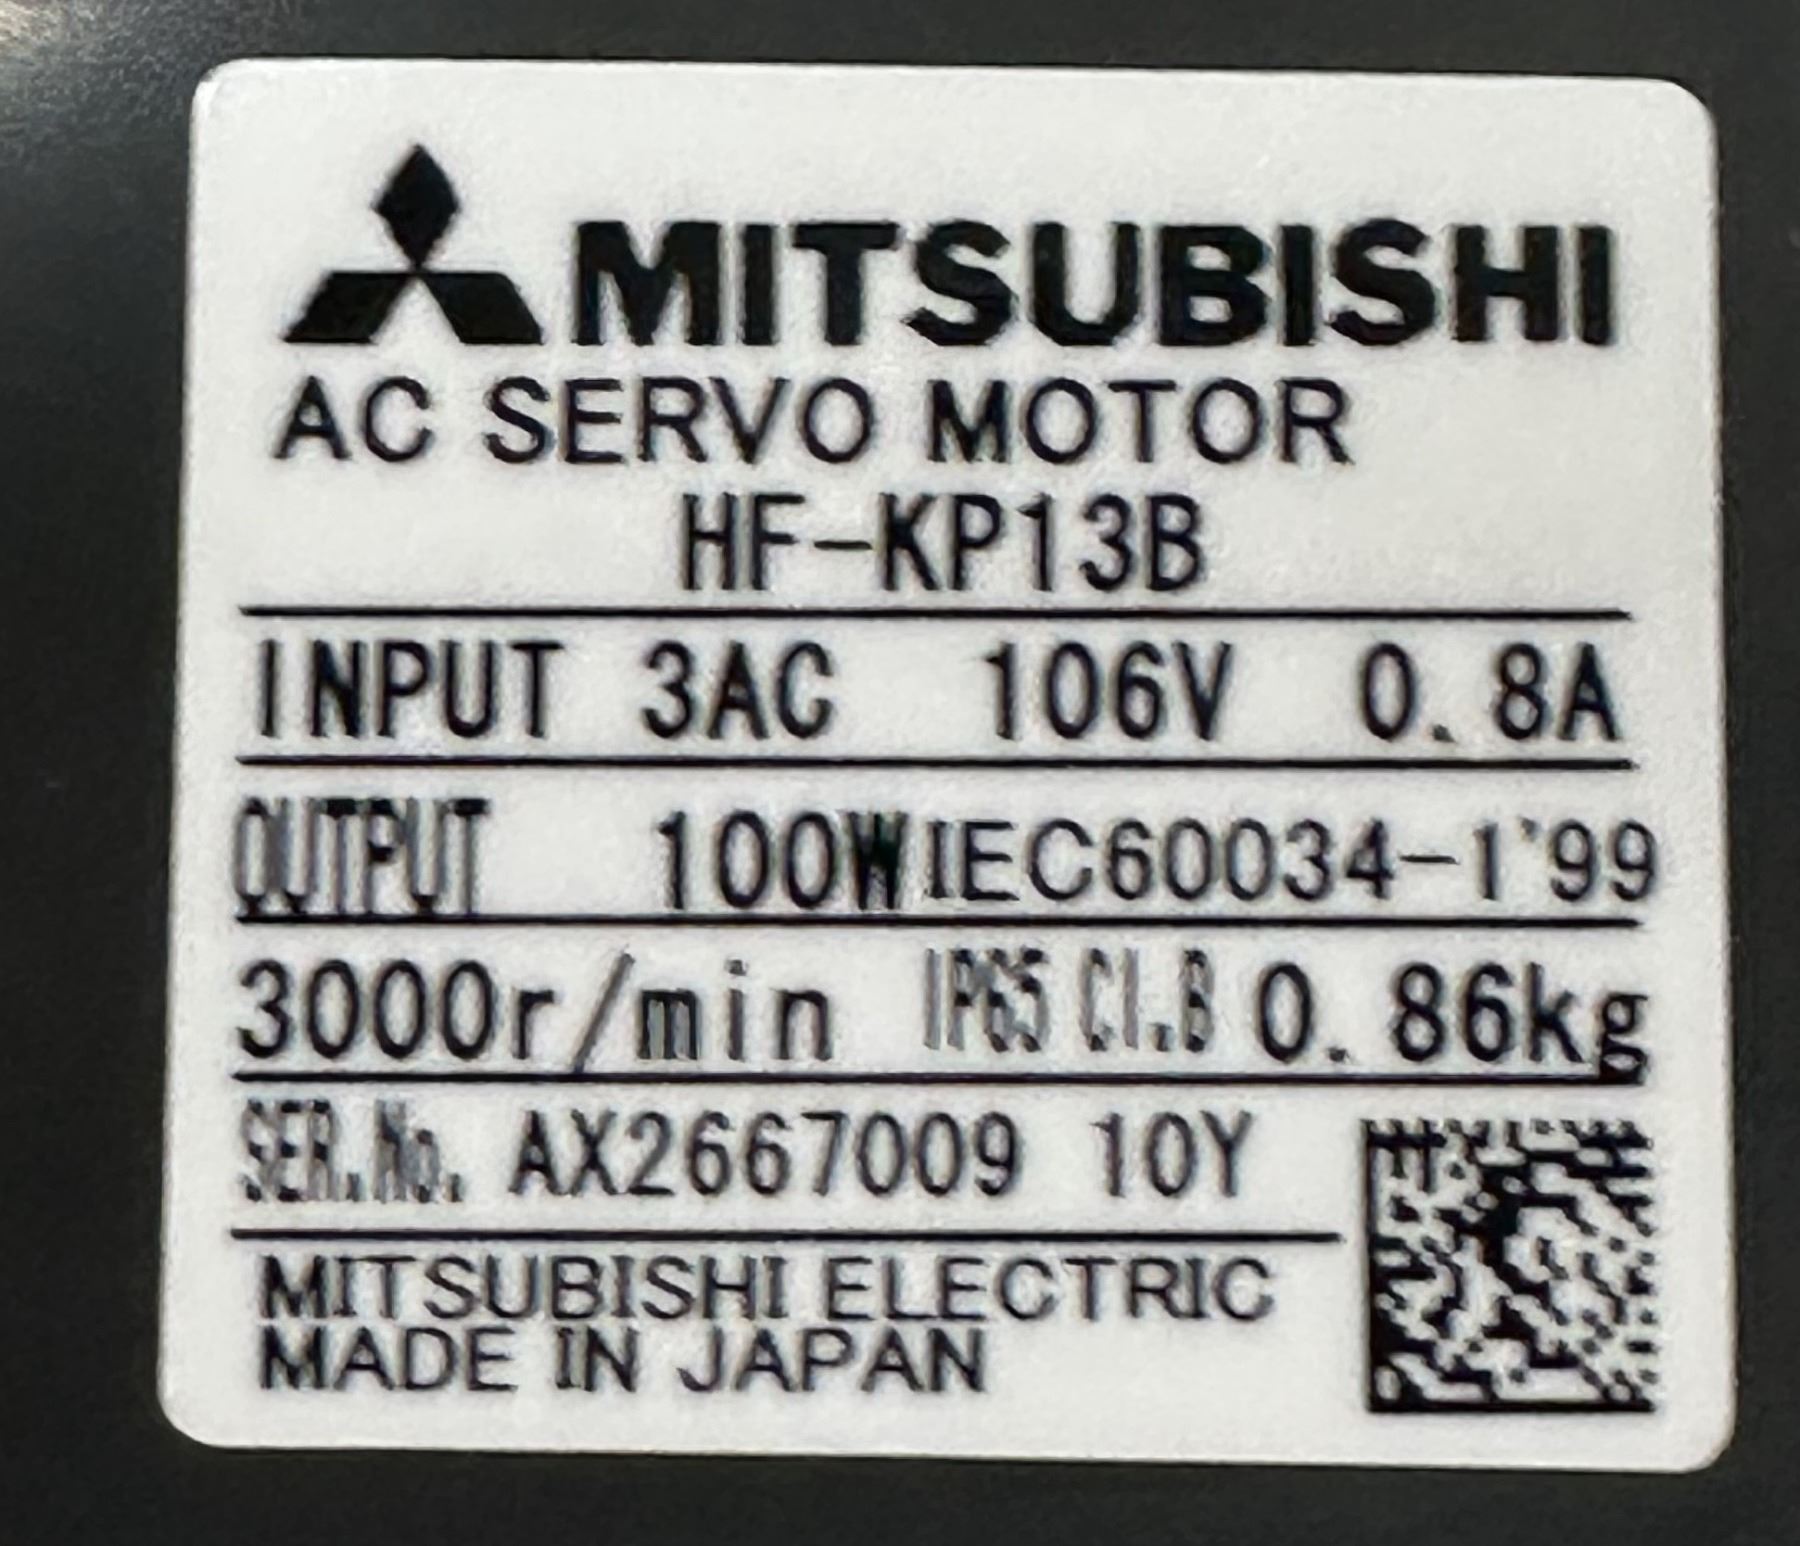 MITSUBISHI
AC SERVO MOTOR
HF-KP13B
INPUT 3AC 106V 0.8A
OUTPUT 100W IEC60034-1'99
3000r/min IP65 Cl.B 0.86kg
SER.No. AX2667009 10Y
MITSUBISHI ELECTRIC
MADE IN JAPAN